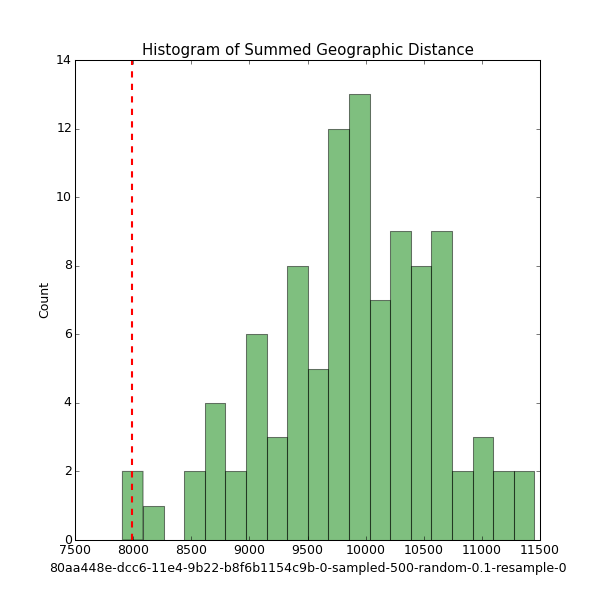 Histogram of Summed Geographic Distance
14
12
10
8
6
4
2
0
Count
7500 8000 8500 9000 9500 10000 10500 11000 11500
80aa448e-dcc6-11e4-9b22-b8f6b1154c9b-0-sampled-500-random-0.1-resample-0